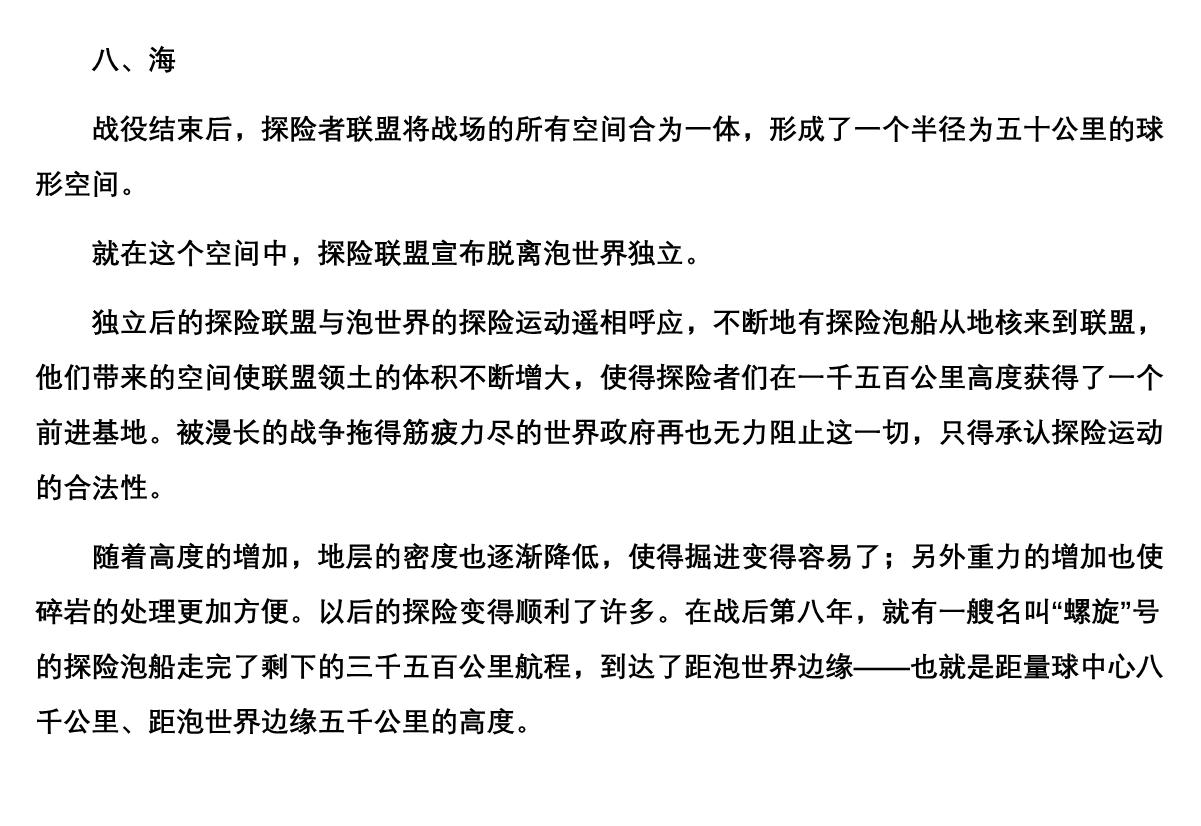 八、海
战役结束后，探险者联盟将战场的所有空间合为一体，形成了一个半径为五十公里的球
形空间。
就在这个空间中，探险联盟宣布脱离泡世界独立。
独立后的探险联盟与泡世界的探险运动遥相呼应，不断地有探险泡船从地核来到联盟，
他们带来的空间使联盟领土的体积不断增大，使得探险者们在一千五百公里高度获得了一个
前进基地。被漫长的战争拖得筋疲力尽的世界政府再也无力阻止这一切，只得承认探险运动
的合法性。
随着高度的增加，地层的密度也逐渐降低，使得掘进变得容易了；另外重力的增加也使
碎岩的处理更加方便。以后的探险变得顺利了许多。在战后第八年，就有一艘名叫“螺旋”号
的探险泡船走完了剩下的三千五百公里航程，到达了距泡世界边缘——也就是距量球中心八
千公里、距泡世界边缘五千公里的高度。